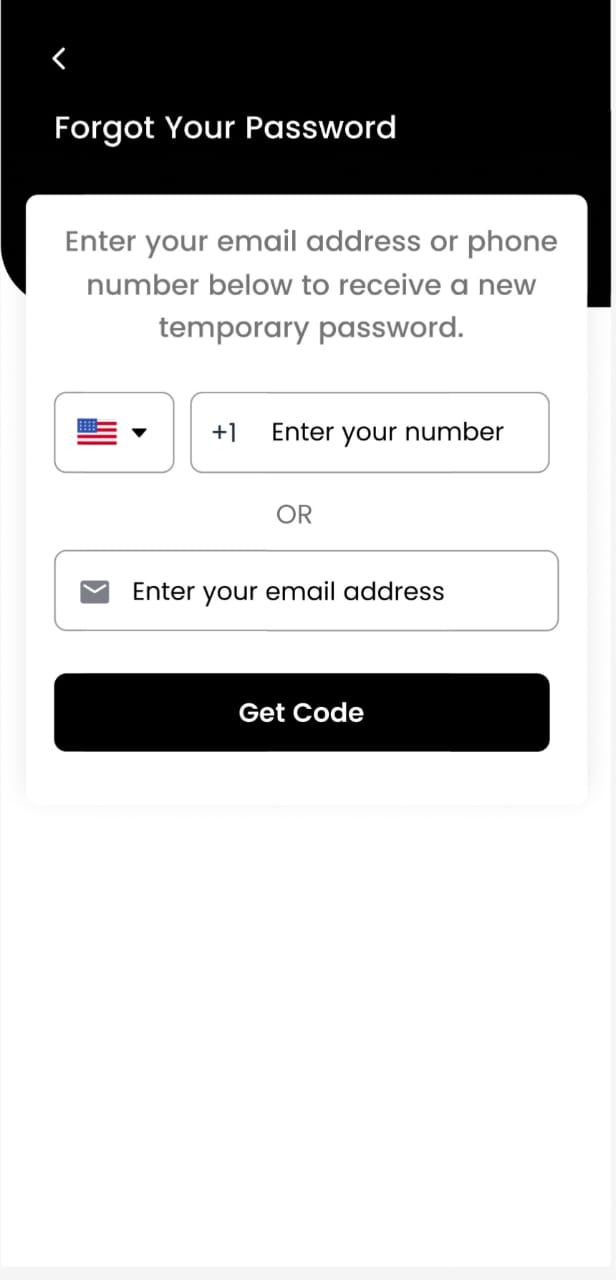 Forgot Your Password
Enter your email address or phone
number below to receive a new
temporary password.
+1 Enter your number
OR
Enter your email address
Get Code